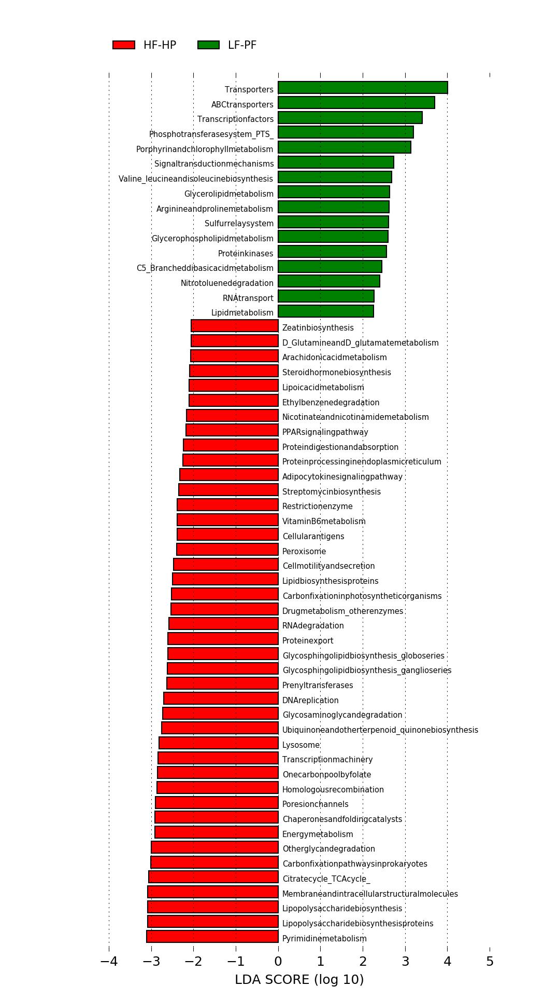 HF-HP LF-PF
Transporters
ABCtransporters
Transcriptionfactors
Phosphotransferasesystem_PTS_
Porphyrinandchlorophyllmetabolism
Signaltransductionmechanisms
Valine_leucineandisoleucinebiosynthesis
Glycerolipidmetabolism
Arginineandprolinemetabolism
Sulfurrelaysystem
Glycerophospholipidmetabolism
Proteinkinases
C5_Brancheddibasicacidmetabolism
Nitrotoluenedegradation
RNAtransport
Lipidmetabolism
Zeatinbiosynthesis
D_GlutamineandD_glutamatemetabolism
Arachidonicacidmetabolism
Steroidhormonebiosynthesis
Lipoicacidmetabolism
Ethylbenzenedegradation
Nicotinateandnicotinamidemetabolism
PPARsignalingpathway
Proteindigestionandabsorption
Proteinprocessinginendoplasmicreticulum
Adipocytokinesignalingpathway
Streptomycinbiosynthesis
Restrictionenzyme
VitaminB6metabolism
Cellularantigens
Peroxisome
Cellmotilityandsecretion
Lipidbiosynthesisproteins
Carbonfixationinphotosyntheticorganisms
Drugmetabolism_otherenzymes
RNAdegradation
Proteinexport
Glycosphingolipidbiosynthesis_globoseries
Glycosphingolipidbiosynthesis_ganglioseries
Prenyltransferases
DNAreplication
Glycosaminoglycandegradation
Ubiquinoneandotherterpenoid_quinonebiosynthesis
Lysosome
Transcriptionmachinery
Onecarbonpoolbyfolate
Homologousrecombination
Poresionchannels
Chaperonesandfoldingcatalysts
Energymetabolism
Otherglycandegradation
Carbonfixationpathwaysinprokaryotes
Citratecycle_TCAcycle_
Membraneandintracellularstructuralmolecules
Lipopolysaccharidebiosynthesis
Lipopolysaccharidebiosynthesisproteins
Pyrimidinemetabolism
−4 −3 −2 −1 0 1 2 3 4 5
LDA SCORE (log 10)